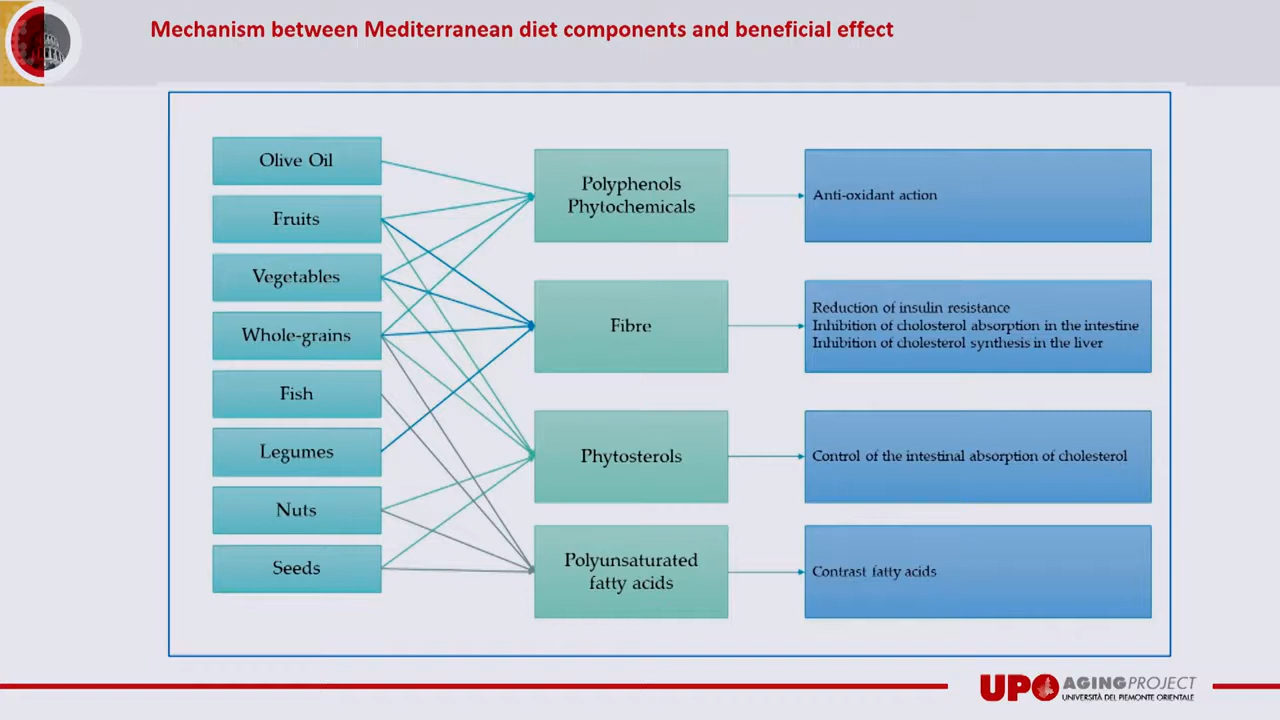 Mechanism between Mediterranean diet components and beneficial effect
Olive Oil
Fruits
Vegetables
Whole-grains
Fish
Legumes
Nuts
Seeds
Polyphenols
Phytochemicals
Fibre
Phytosterols
Polyunsaturated
fatty acids
Anti-oxidant action
Reduction of insulin resistance
Inhibition of cholosterol absorption in the intestine
Inhibition of cholesterol synthesis in the liver
Control of the intestinal absorption of cholesterol
Contrast fatty acids
UPO AGING PROJECT
UNIVERSITÀ DEL PIEMONTE ORIENTALE